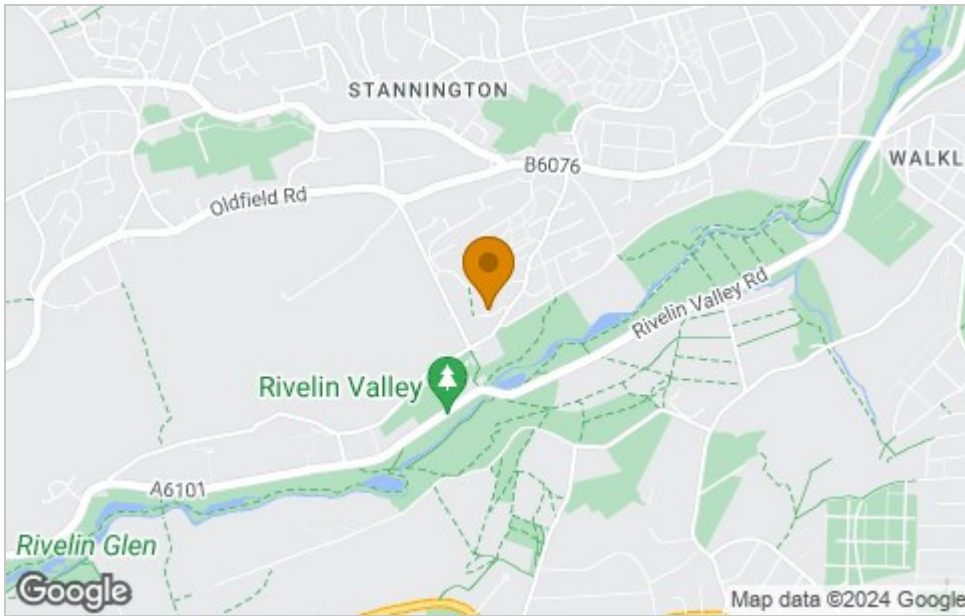 STANNINGTON
B6076
WALKL
Oldfield Rd
Rivelin Valley Rd
Rivelin Valley
A6101
Rivelin Glen
Google
Map data ©2024 Google